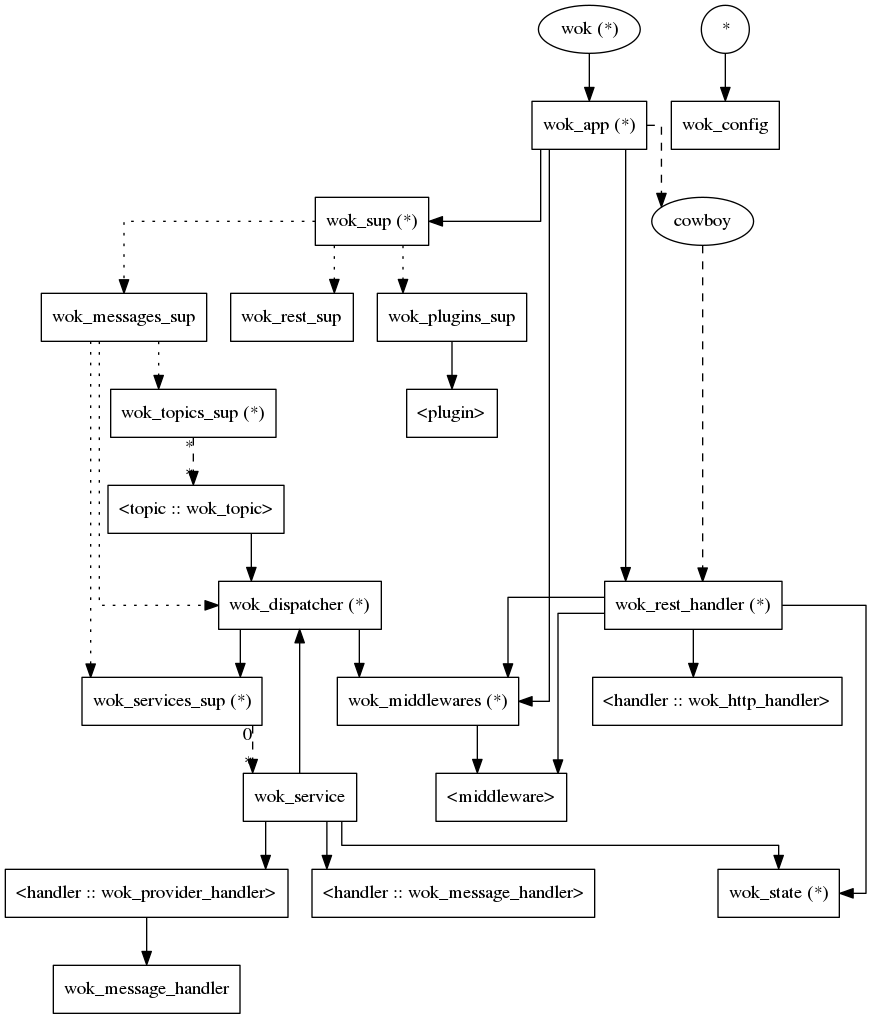 wok (*)
*
wok_app (*)
wok_config
wok_sup (*)
cowboy
wok_messages_sup
wok_rest_sup
wok_plugins_sup
wok_topics_sup (*)
<plugin>
*
*
<topic :: wok_topic>
wok_dispatcher (*)
wok_rest_handler (*)
wok_services_sup (*)
wok_middlewares (*)
<handler :: wok_http_handler>
0
*
wok_service
<middleware>
<handler :: wok_provider_handler>
<handler :: wok_message_handler>
wok_state (*)
wok_message_handler